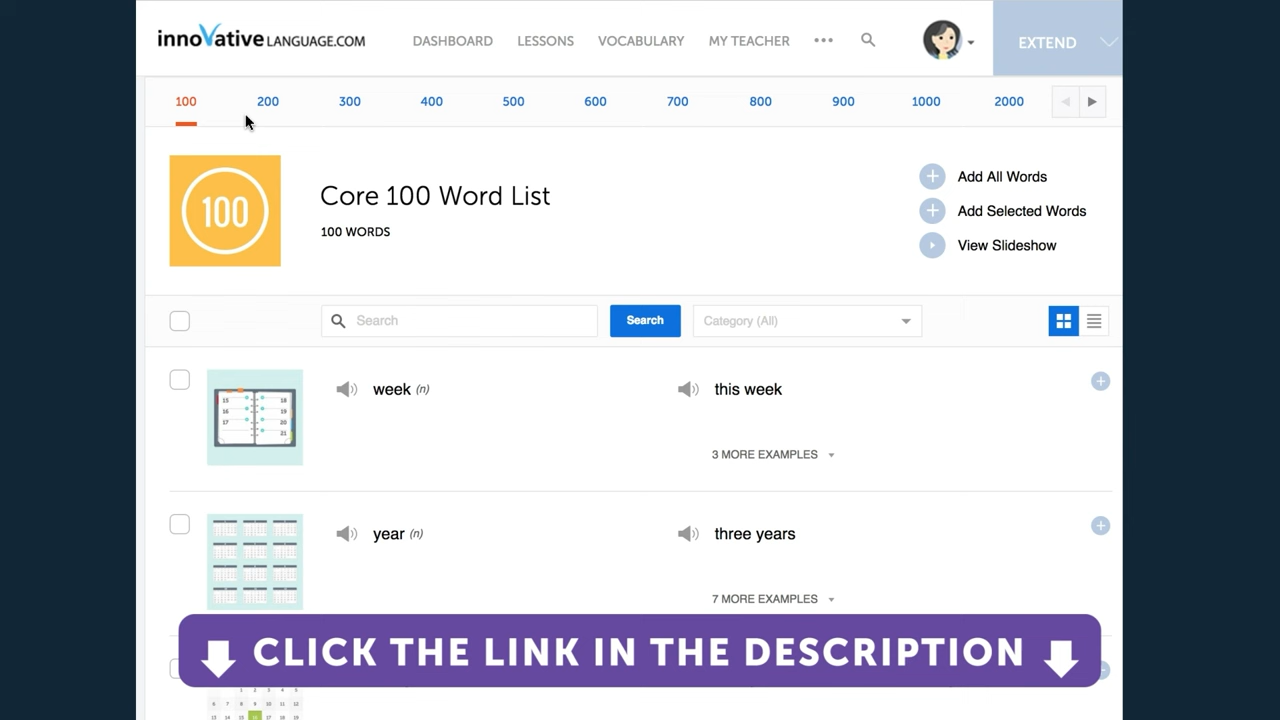 innoVative LANGUAGE.COM
DASHBOARD LESSONS VOCABULARY MY TEACHER EXTEND
100 200 300 400 500 600 700 800 900 1000 2000
100
Core 100 Word List
100 WORDS
Add All Words
Add Selected Words
View Slideshow
Search Search Category (All)
week (n) this week
3 MORE EXAMPLES
year (n) three years
7 MORE EXAMPLES
CLICK THE LINK IN THE DESCRIPTION